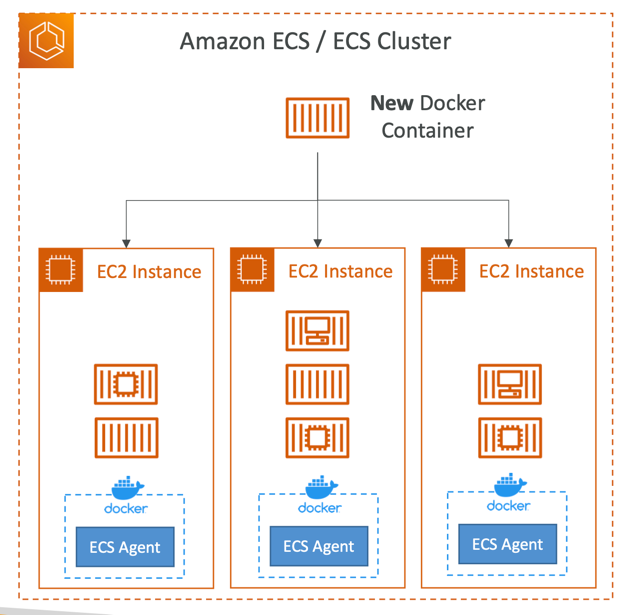 Amazon ECS / ECS Cluster
New Docker
Container
EC2 Instance
EC2 Instance
EC2 Instance
docker
docker
docker
ECS Agent
ECS Agent
ECS Agent